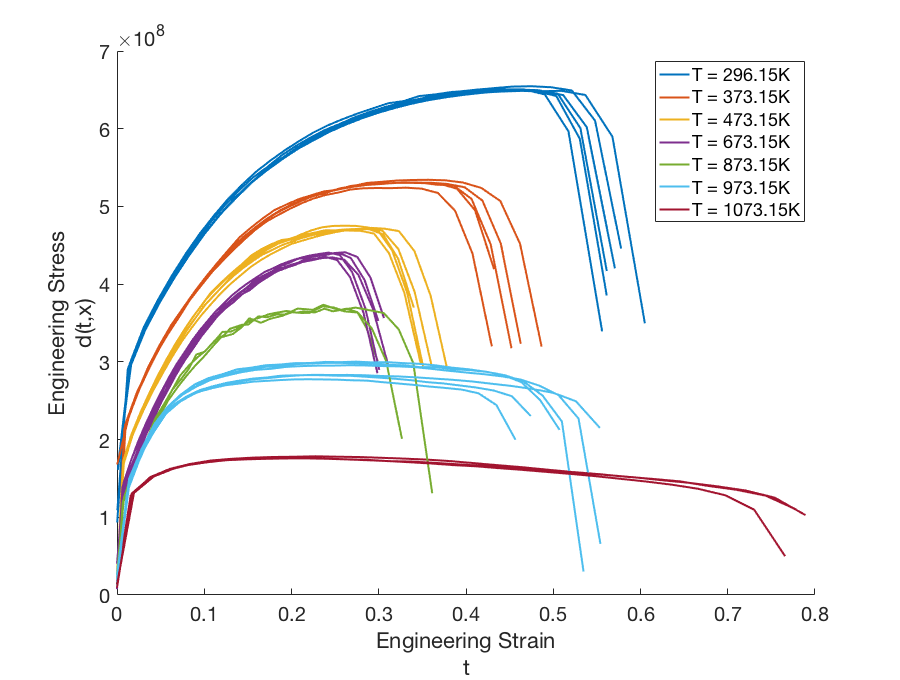 ×10⁸
7
6
5
4
3
2
1
0
Engineering Stress
d(t,x)
0 0.1 0.2 0.3 0.4 0.5 0.6 0.7 0.8
Engineering Strain
t
T = 296.15K
T = 373.15K
T = 473.15K
T = 673.15K
T = 873.15K
T = 973.15K
T = 1073.15K